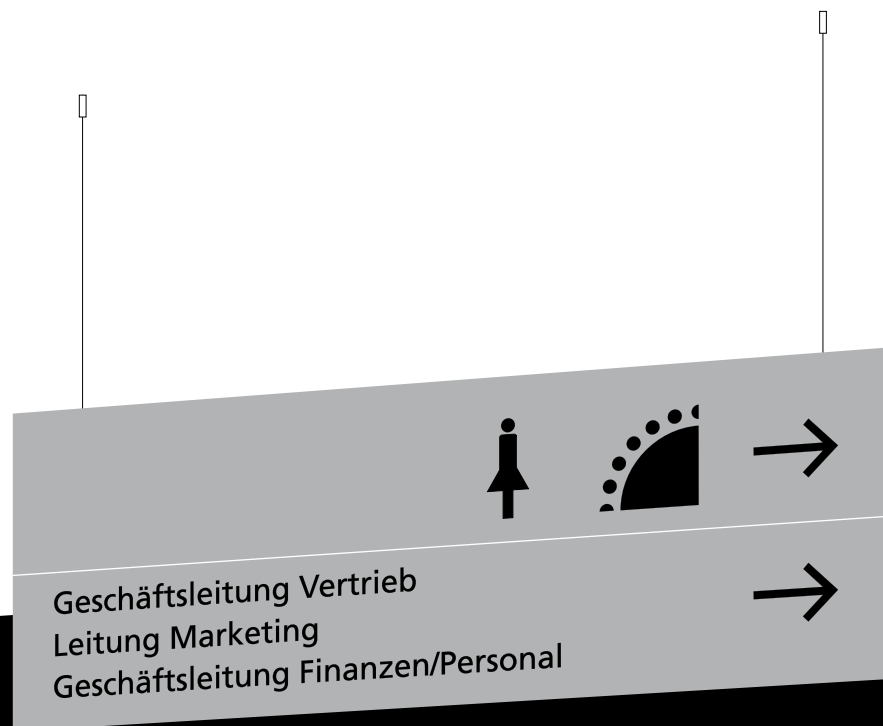 Geschäftsleitung Vertrieb
Leitung Marketing
Geschäftsleitung Finanzen/Personal